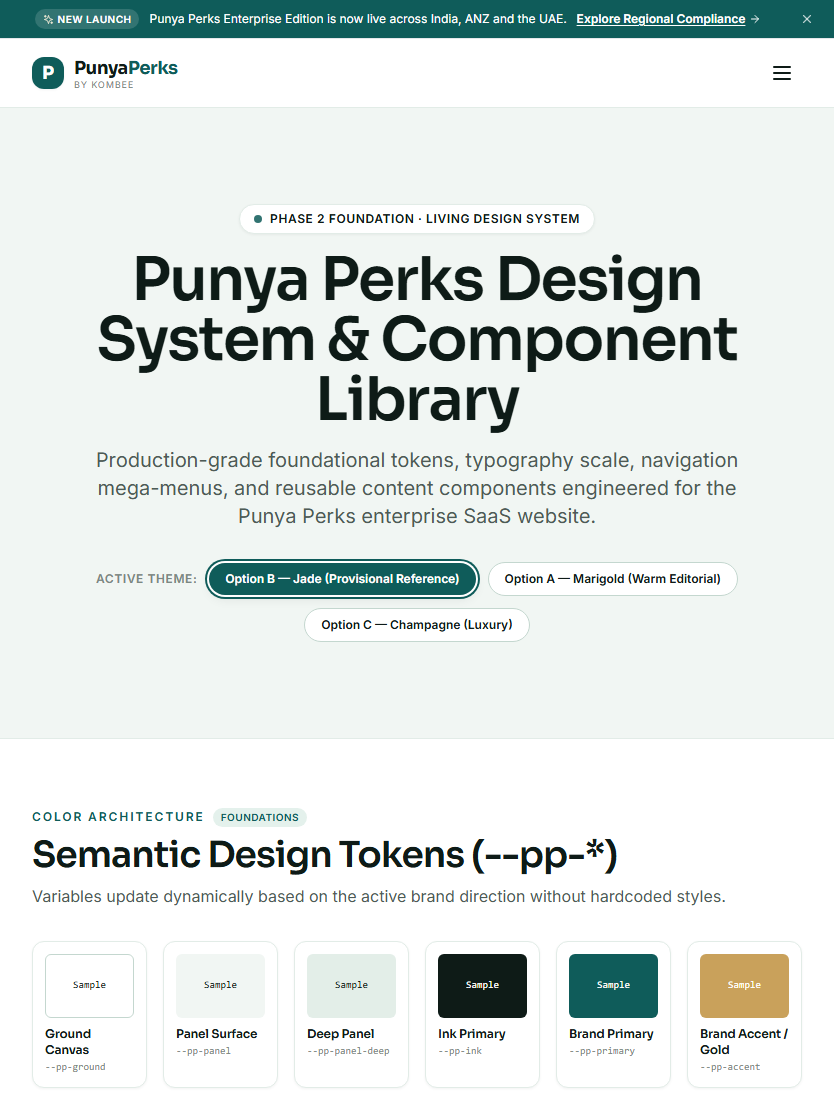 NEW LAUNCH Punya Perks Enterprise Edition is now live across India, ANZ and the UAE. Explore Regional Compliance →
P PunyaPerks
BY KOMBEE
PHASE 2 FOUNDATION · LIVING DESIGN SYSTEM
Punya Perks Design
System & Component
Library
Production-grade foundational tokens, typography scale, navigation
mega-menus, and reusable content components engineered for the
Punya Perks enterprise SaaS website.
ACTIVE THEME: Option B — Jade (Provisional Reference) Option A — Marigold (Warm Editorial)
Option C — Champagne (Luxury)
COLOR ARCHITECTURE FOUNDATIONS
Semantic Design Tokens (--pp-*)
Variables update dynamically based on the active brand direction without hardcoded styles.
Sample
Ground
Canvas
--pp-ground
Sample
Panel Surface
--pp-panel
Sample
Deep Panel
--pp-panel-deep
Sample
Ink Primary
--pp-ink
Sample
Brand Primary
--pp-primary
Sample
Brand Accent /
Gold
--pp-accent